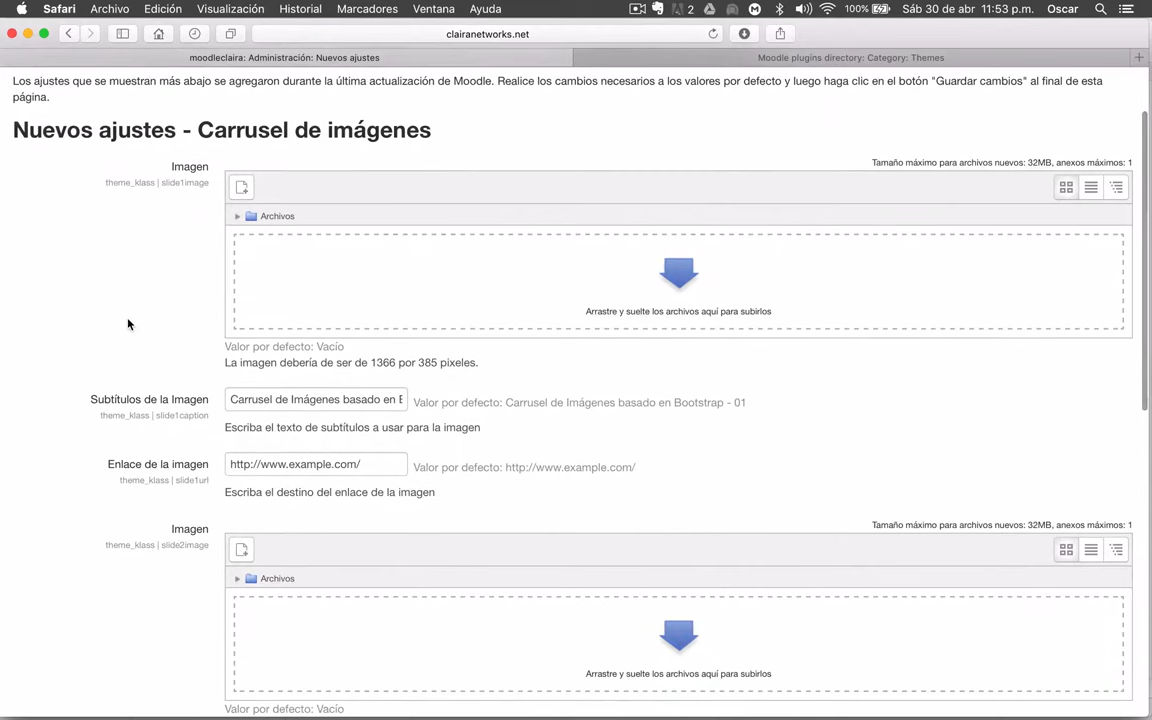 Safari Archivo Edición Visualización Historial Marcadores Ventana Ayuda 2 100% Sáb 30 de abr 11:53 p.m. Oscar
clairanetworks.net
moodleclaira: Administración: Nuevos ajustes
Moodle plugins directory: Category: Themes
Los ajustes que se muestran más abajo se agregaron durante la última actualización de Moodle. Realice los cambios necesarios a los valores por defecto y luego haga clic en el botón "Guardar cambios" al final de esta
página.
Nuevos ajustes - Carrusel de imágenes
Imagen
theme_klass | slide1image
Tamaño máximo para archivos nuevos: 32MB, anexos máximos: 1
Archivos
Arrastre y suelte los archivos aquí para subirlos
Valor por defecto: Vacío
La imagen debería de ser de 1366 por 385 pixeles.
Subtítulos de la Imagen
theme_klass | slide1caption
Carrusel de Imágenes basado en E
Valor por defecto: Carrusel de Imágenes basado en Bootstrap - 01
Escriba el texto de subtítulos a usar para la imagen
Enlace de la imagen
theme_klass | slide1url
http://www.example.com/
Valor por defecto: http://www.example.com/
Escriba el destino del enlace de la imagen
Imagen
theme_klass | slide2image
Tamaño máximo para archivos nuevos: 32MB, anexos máximos: 1
Archivos
Arrastre y suelte los archivos aquí para subirlos
Valor por defecto: Vacío